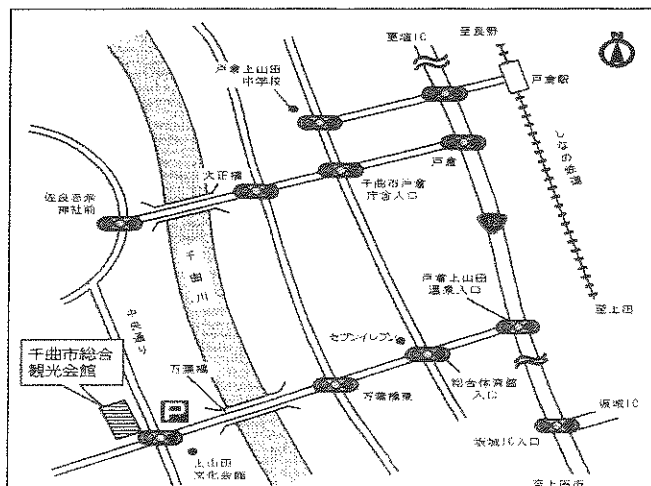 更埴IC
至長野
戸倉上山田
中学校
戸倉駅
しなの鉄道
戸倉
大正橋
千曲市戸倉
庁舎入口
佐良志奈
神社前
千曲川
戸倉上山田
温泉入口
至上田
セブンイレブン
千曲市総合
観光会館
万葉橋
万葉橋東
総合体育館
入口
坂城IC
坂城IC入口
上山田
文化会館
至上田市